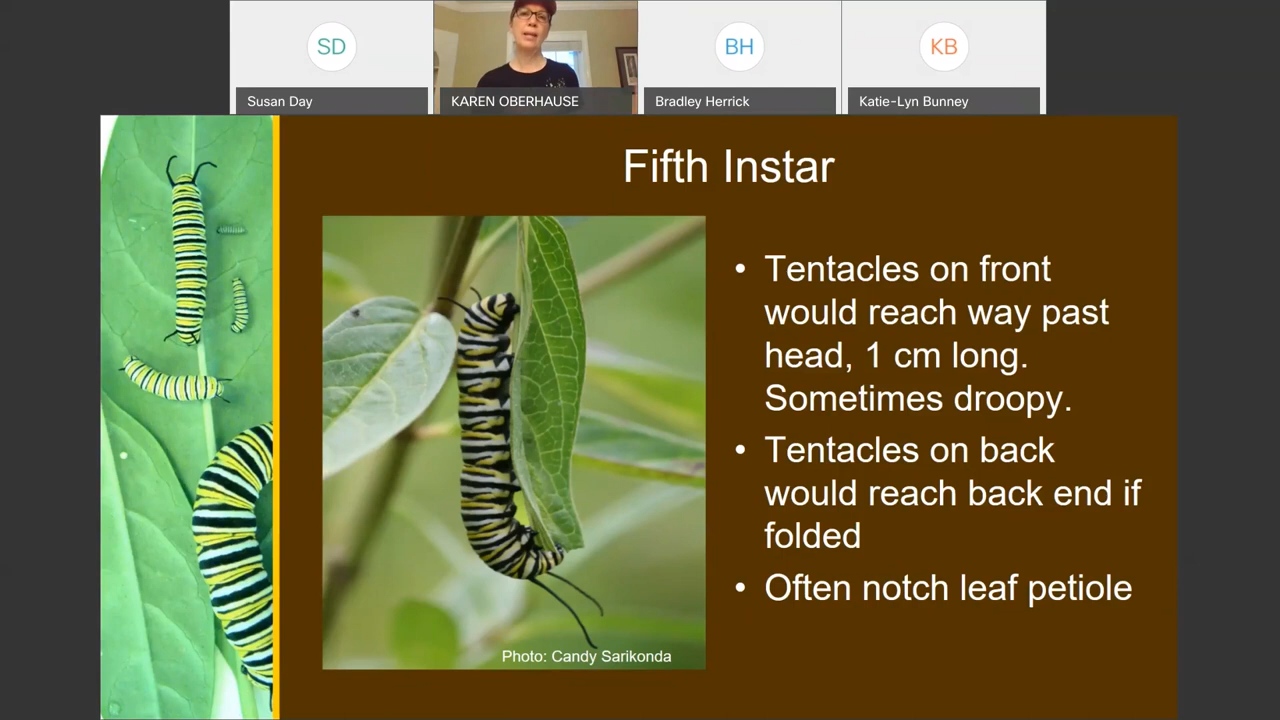 SD
BH
KB
Susan Day
KAREN OBERHAUSE
Bradley Herrick
Katie-Lyn Bunney
Fifth Instar
• Tentacles on front
would reach way past
head, 1 cm long.
Sometimes droopy.
• Tentacles on back
would reach back end if
folded
• Often notch leaf petiole
Photo: Candy Sarikonda